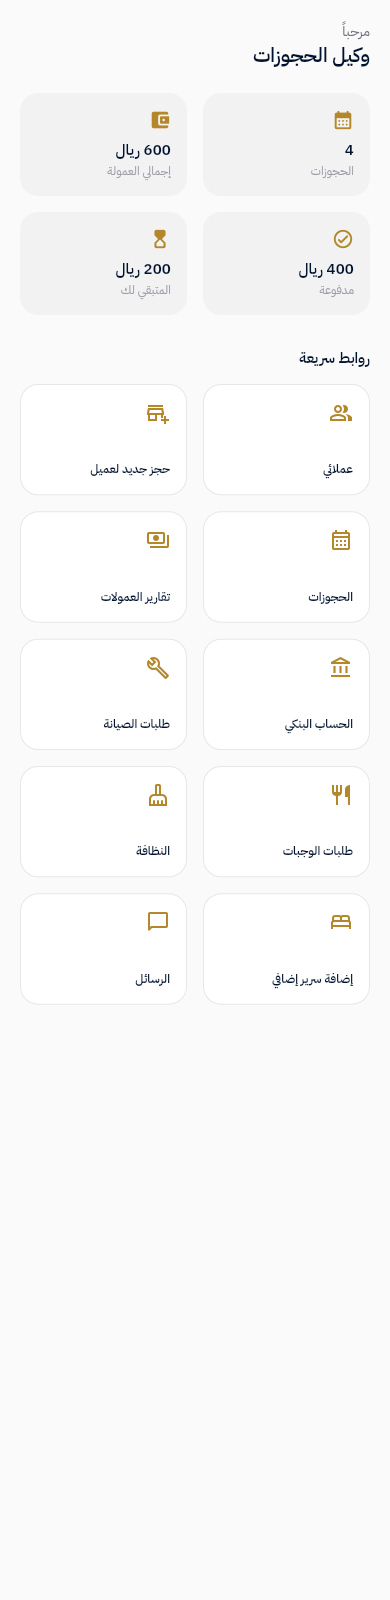 مرحباً
وكيل الحجوزات
4
الحجوزات
600 ريال
إجمالي العمولة
400 ريال
مدفوعة
200 ريال
المتبقي لك
روابط سريعة
عملائي
حجز جديد لعميل
الحجوزات
تقارير العمولات
الحساب البنكي
طلبات الصيانة
طلبات الوجبات
النظافة
إضافة سرير إضافي
الرسائل